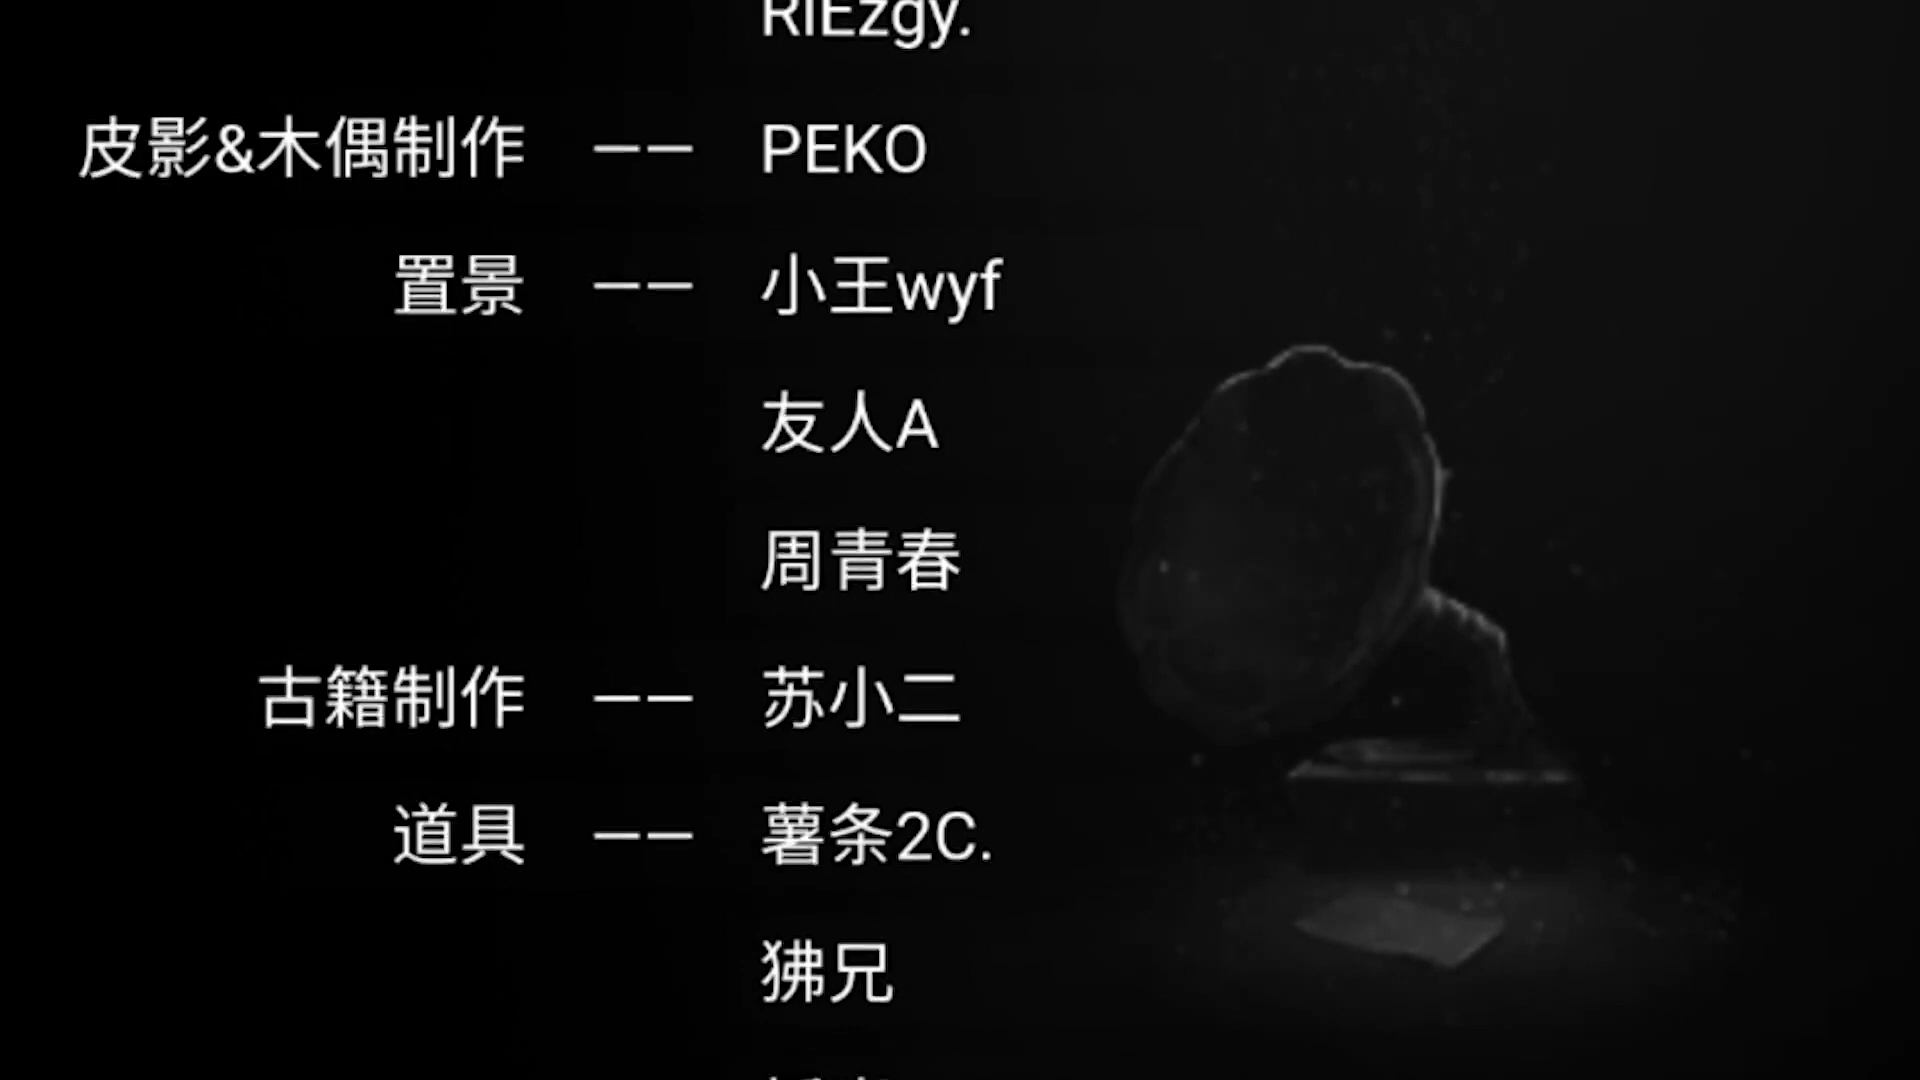 RIEzgy.
皮影&木偶制作 —— PEKO
置景 —— 小王wyf
友人A
周青春
古籍制作 —— 苏小二
道具 —— 薯条2C.
狒兄